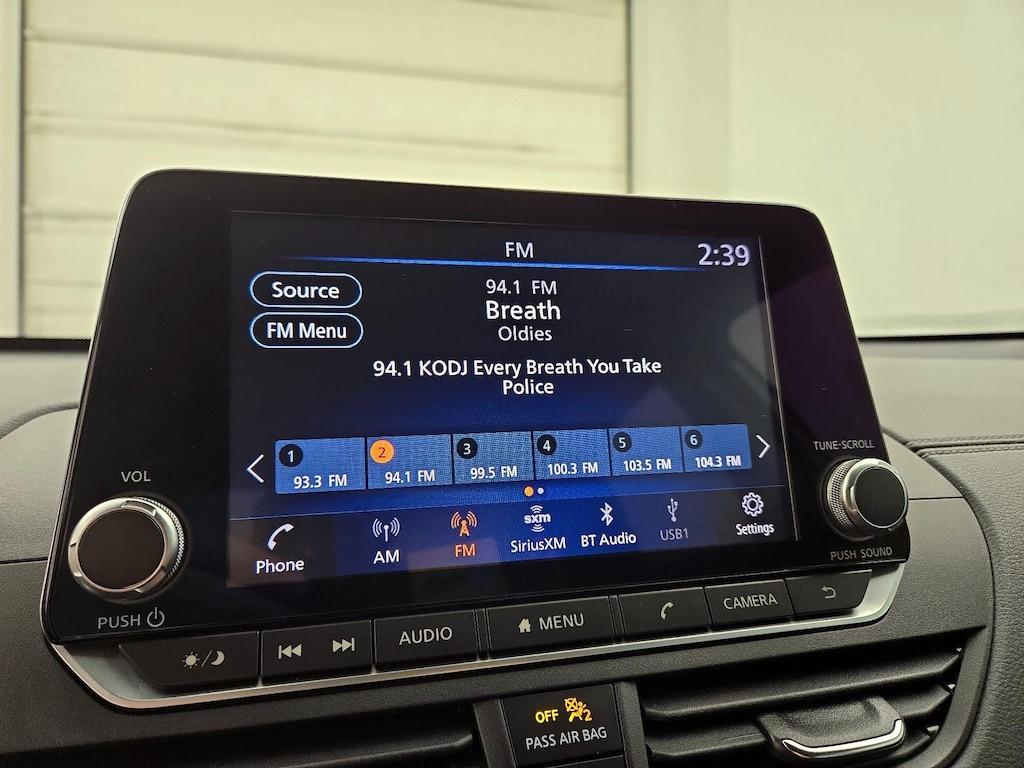 FM
2:39
Source
94.1 FM
Breath
FM Menu
Oldies
94.1 KODJ Every Breath You Take
Police
1
2
3
4
5
6
93.3 FM
94.1 FM
99.5 FM
100.3 FM
103.5 FM
104.3 FM
VOL
TUNE-SCROLL
Phone
AM
FM
sxm
SiriusXM
BT Audio
USB1
Settings
PUSH
PUSH SOUND
AUDIO
MENU
CAMERA
OFF
2
PASS AIR BAG